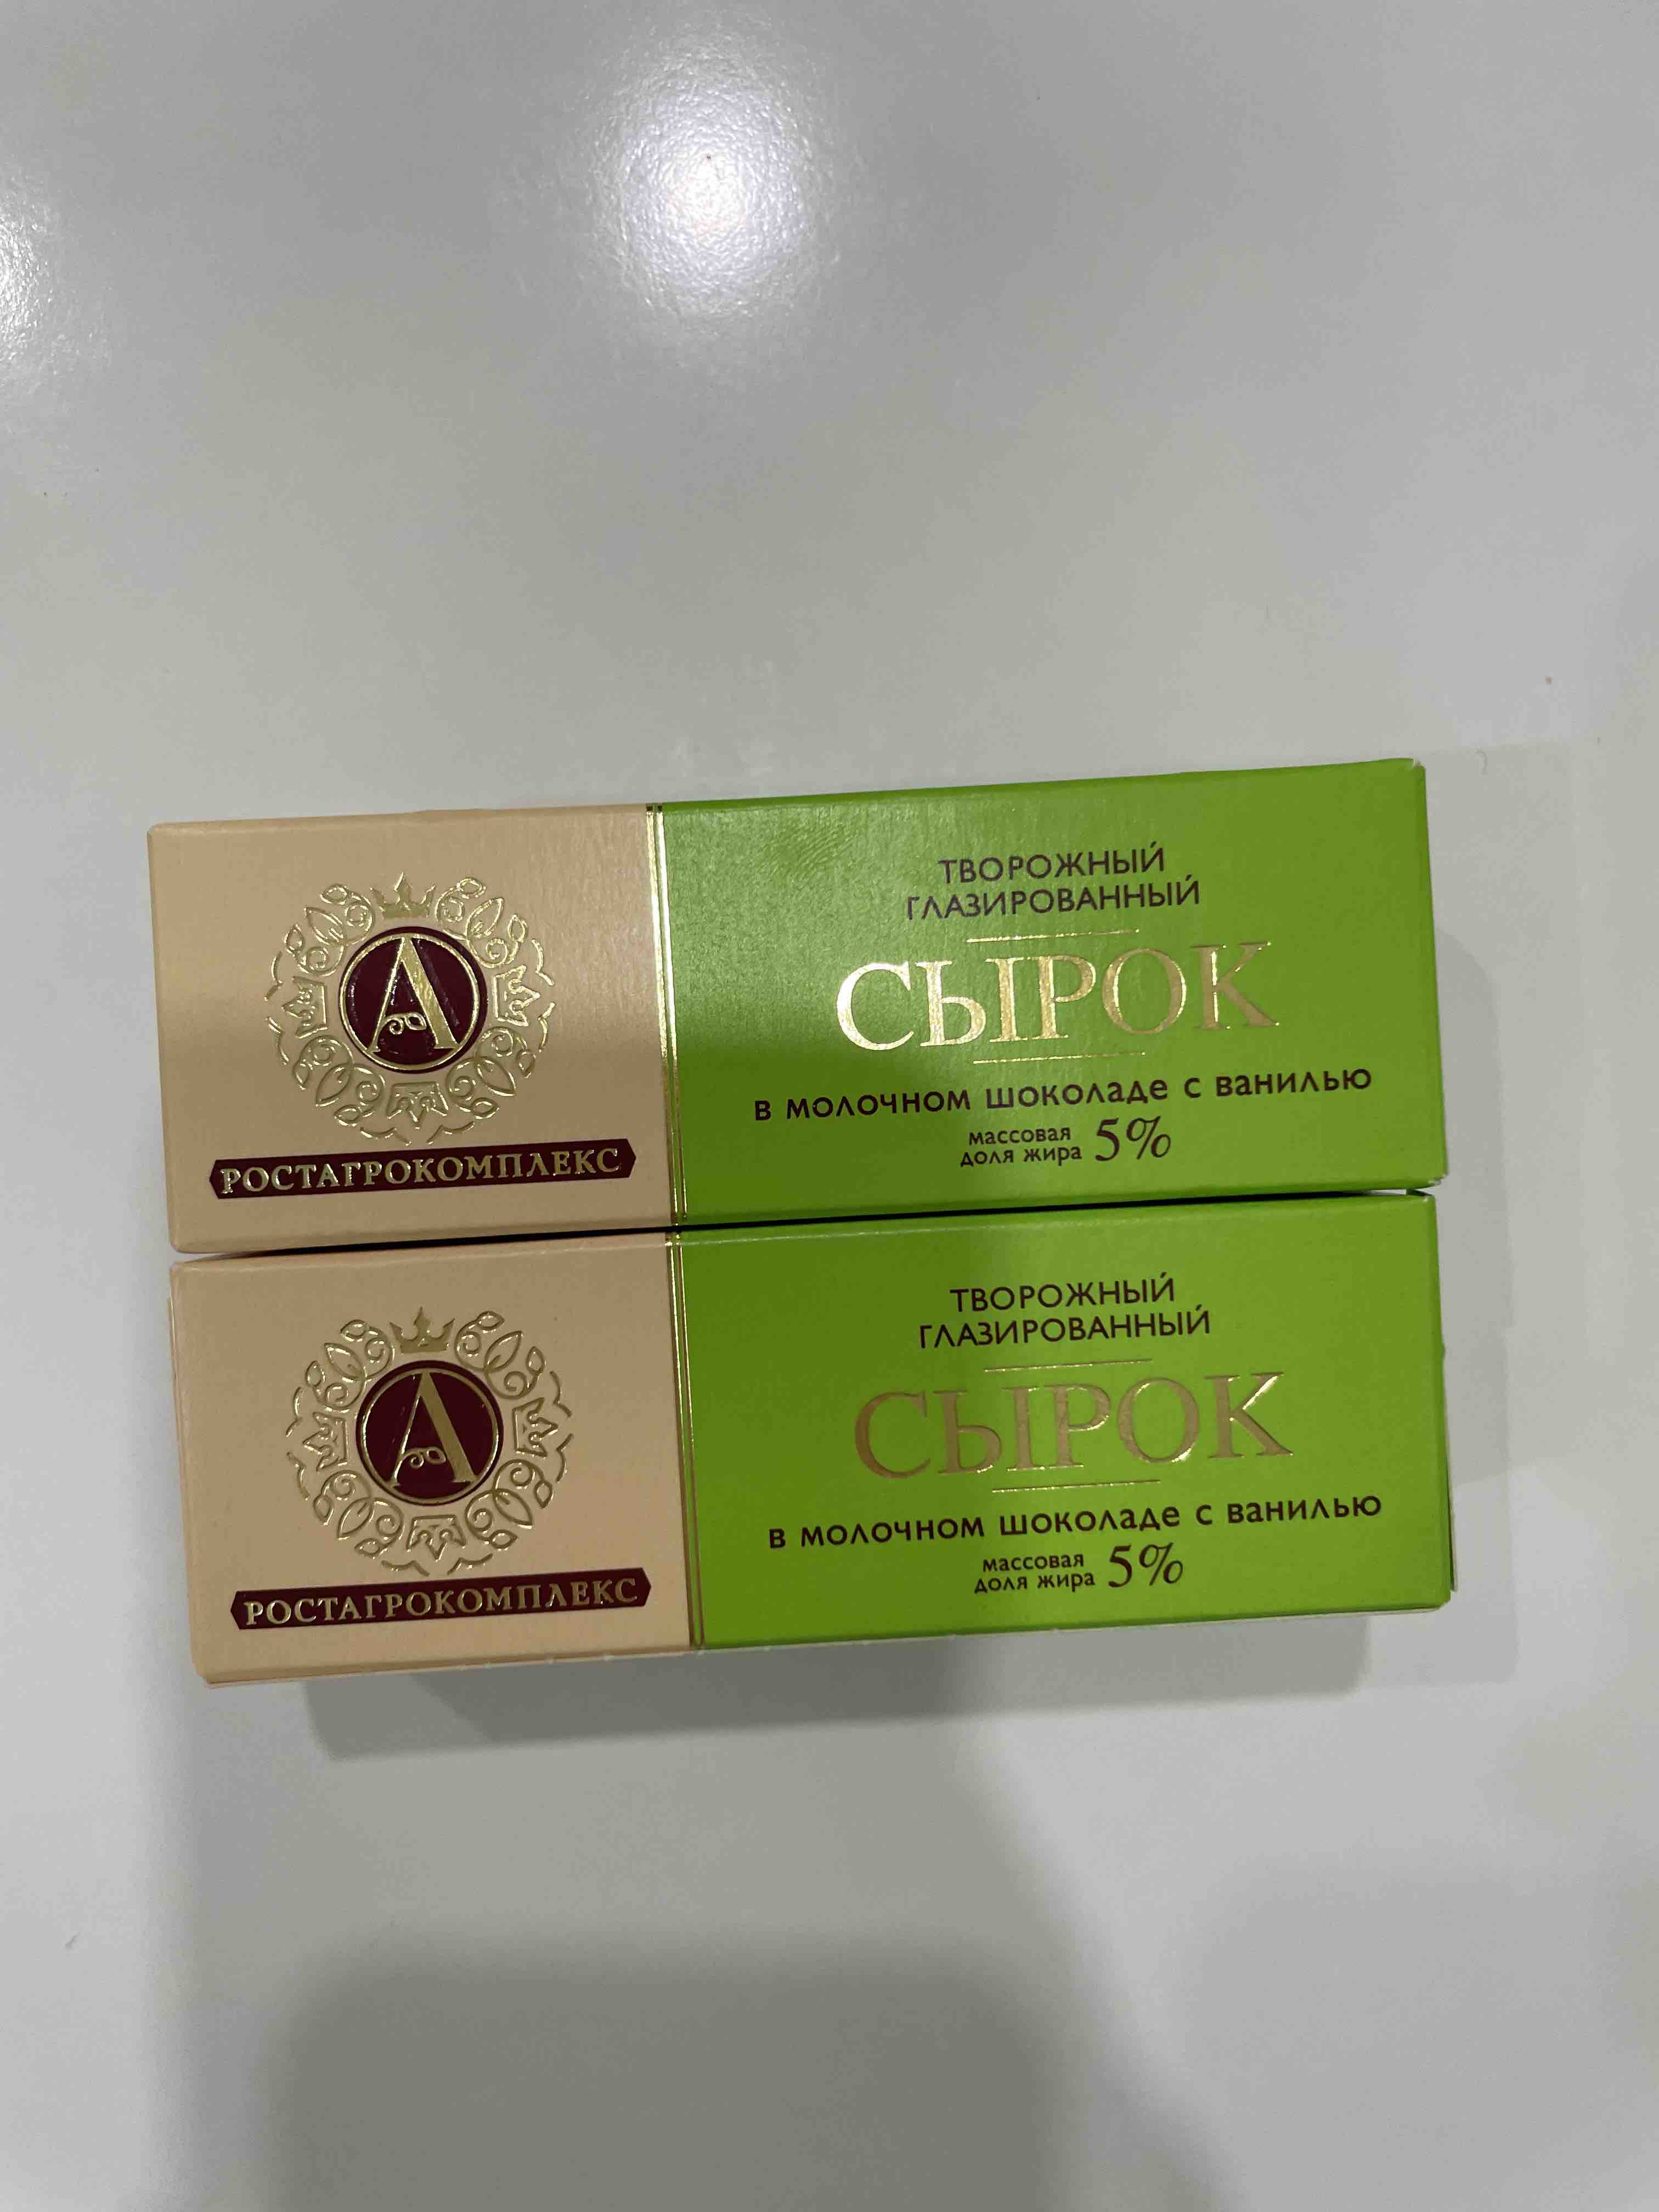 А
РОСТАГРОКОМПЛЕКС
ТВОРОЖНЫЙ
ГЛАЗИРОВАННЫЙ
СЫРОК
В МОЛОЧНОМ ШОКОЛАДЕ С ВАНИЛЬЮ
МАССОВАЯ
ДОЛЯ ЖИРА 5%
А
РОСТАГРОКОМПЛЕКС
ТВОРОЖНЫЙ
ГЛАЗИРОВАННЫЙ
СЫРОК
В МОЛОЧНОМ ШОКОЛАДЕ С ВАНИЛЬЮ
МАССОВАЯ
ДОЛЯ ЖИРА 5%